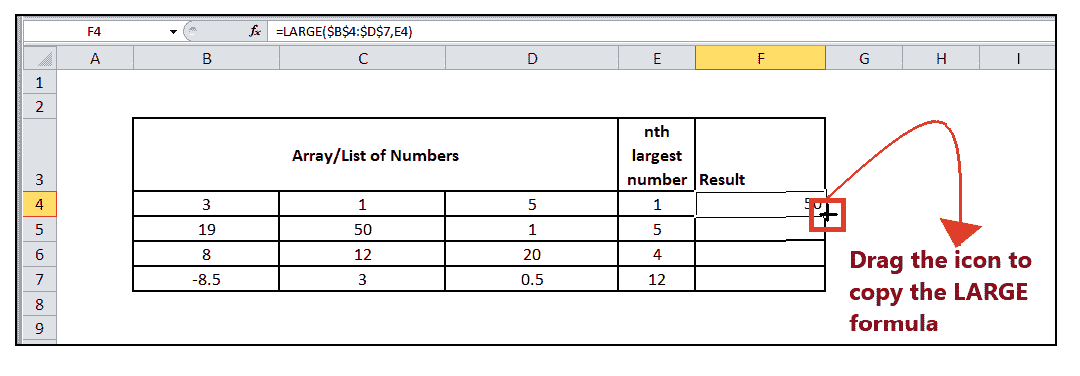 F4 fx =LARGE($B$4:$D$7,E4)
A B C D E F G H I
1
2
3 Array/List of Numbers nth largest number Result
4 3 1 5 1 50
5 19 50 1 5
6 8 12 20 4
7 -8.5 3 0.5 12
8
9
Drag the icon to
copy the LARGE
formula